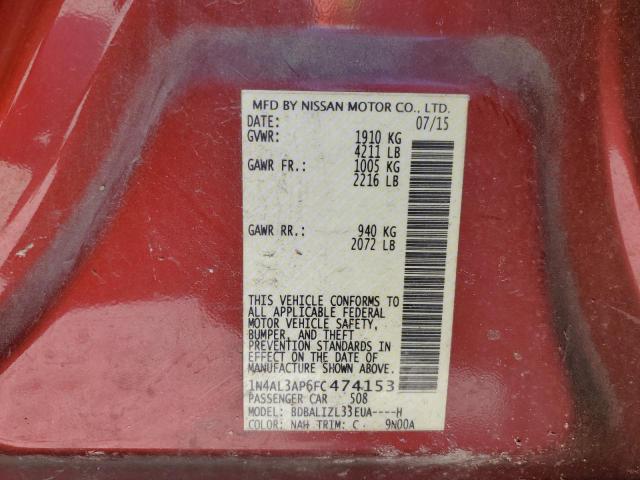 MFD BY NISSAN MOTOR CO., LTD.
DATE: 07/15
GVWR: 1910 KG
4211 LB
GAWR FR.: 1005 KG
2216 LB
GAWR RR.: 940 KG
2072 LB
THIS VEHICLE CONFORMS TO
ALL APPLICABLE FEDERAL
MOTOR VEHICLE SAFETY,
BUMPER, AND THEFT
PREVENTION STANDARDS IN
EFFECT ON THE DATE OF
MANUFACTURE SHOWN ABOVE.
1N4AL3AP6FC474153
PASSENGER CAR 508
MODEL: BDBALIZL33EUA----H
COLOR: NAH TRIM: C 9N00A